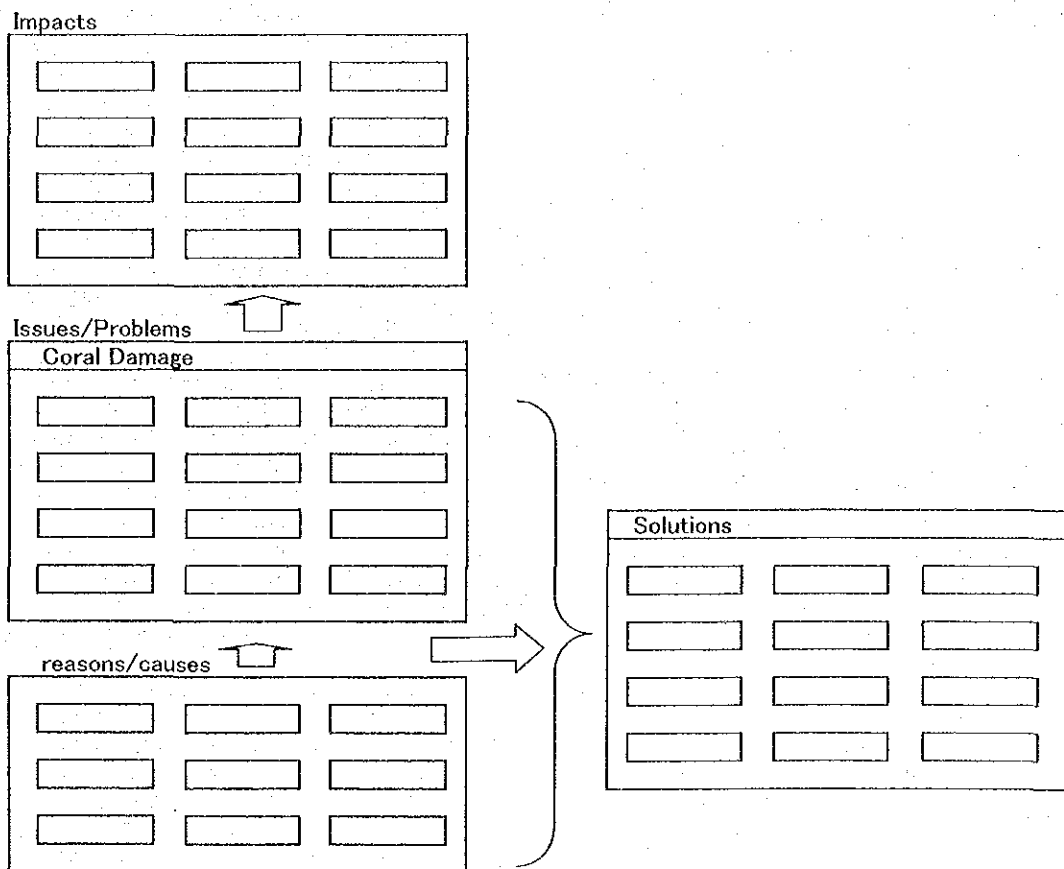 Impacts
Issues/Problems
Coral Damage
Solutions
reasons/causes